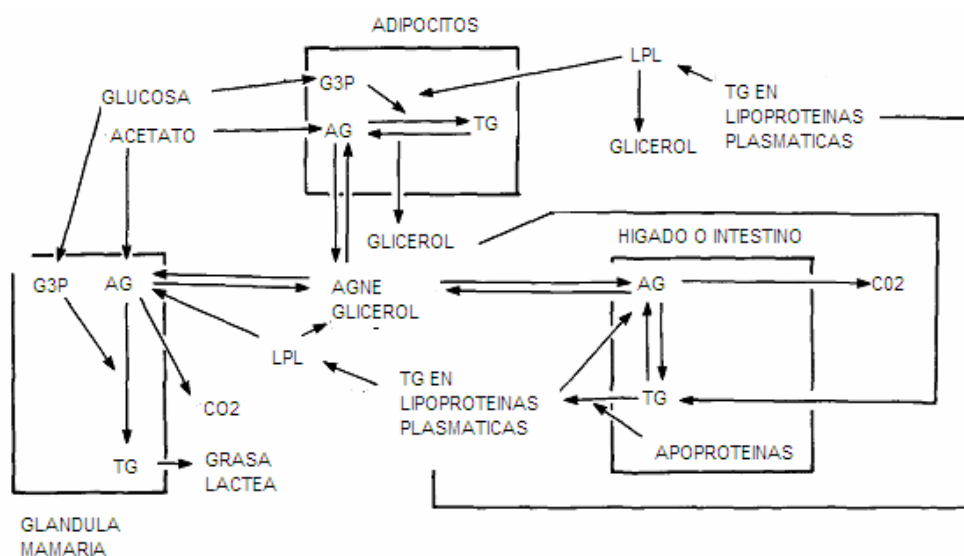 ADIPOCITOS
G3P
LPL
GLUCOSA
TG EN
LIPOPROTEINAS
PLASMATICAS
ACETATO
AG
TG
GLICEROL
GLICEROL
HIGADO O INTESTINO
G3P
AG
AGNE
GLICEROL
AG
C02
LPL
TG EN
LIPOPROTEINAS
PLASMATICAS
TG
CO2
APOPROTEINAS
TG
GRASA
LACTEA
GLANDULA
MAMARIA